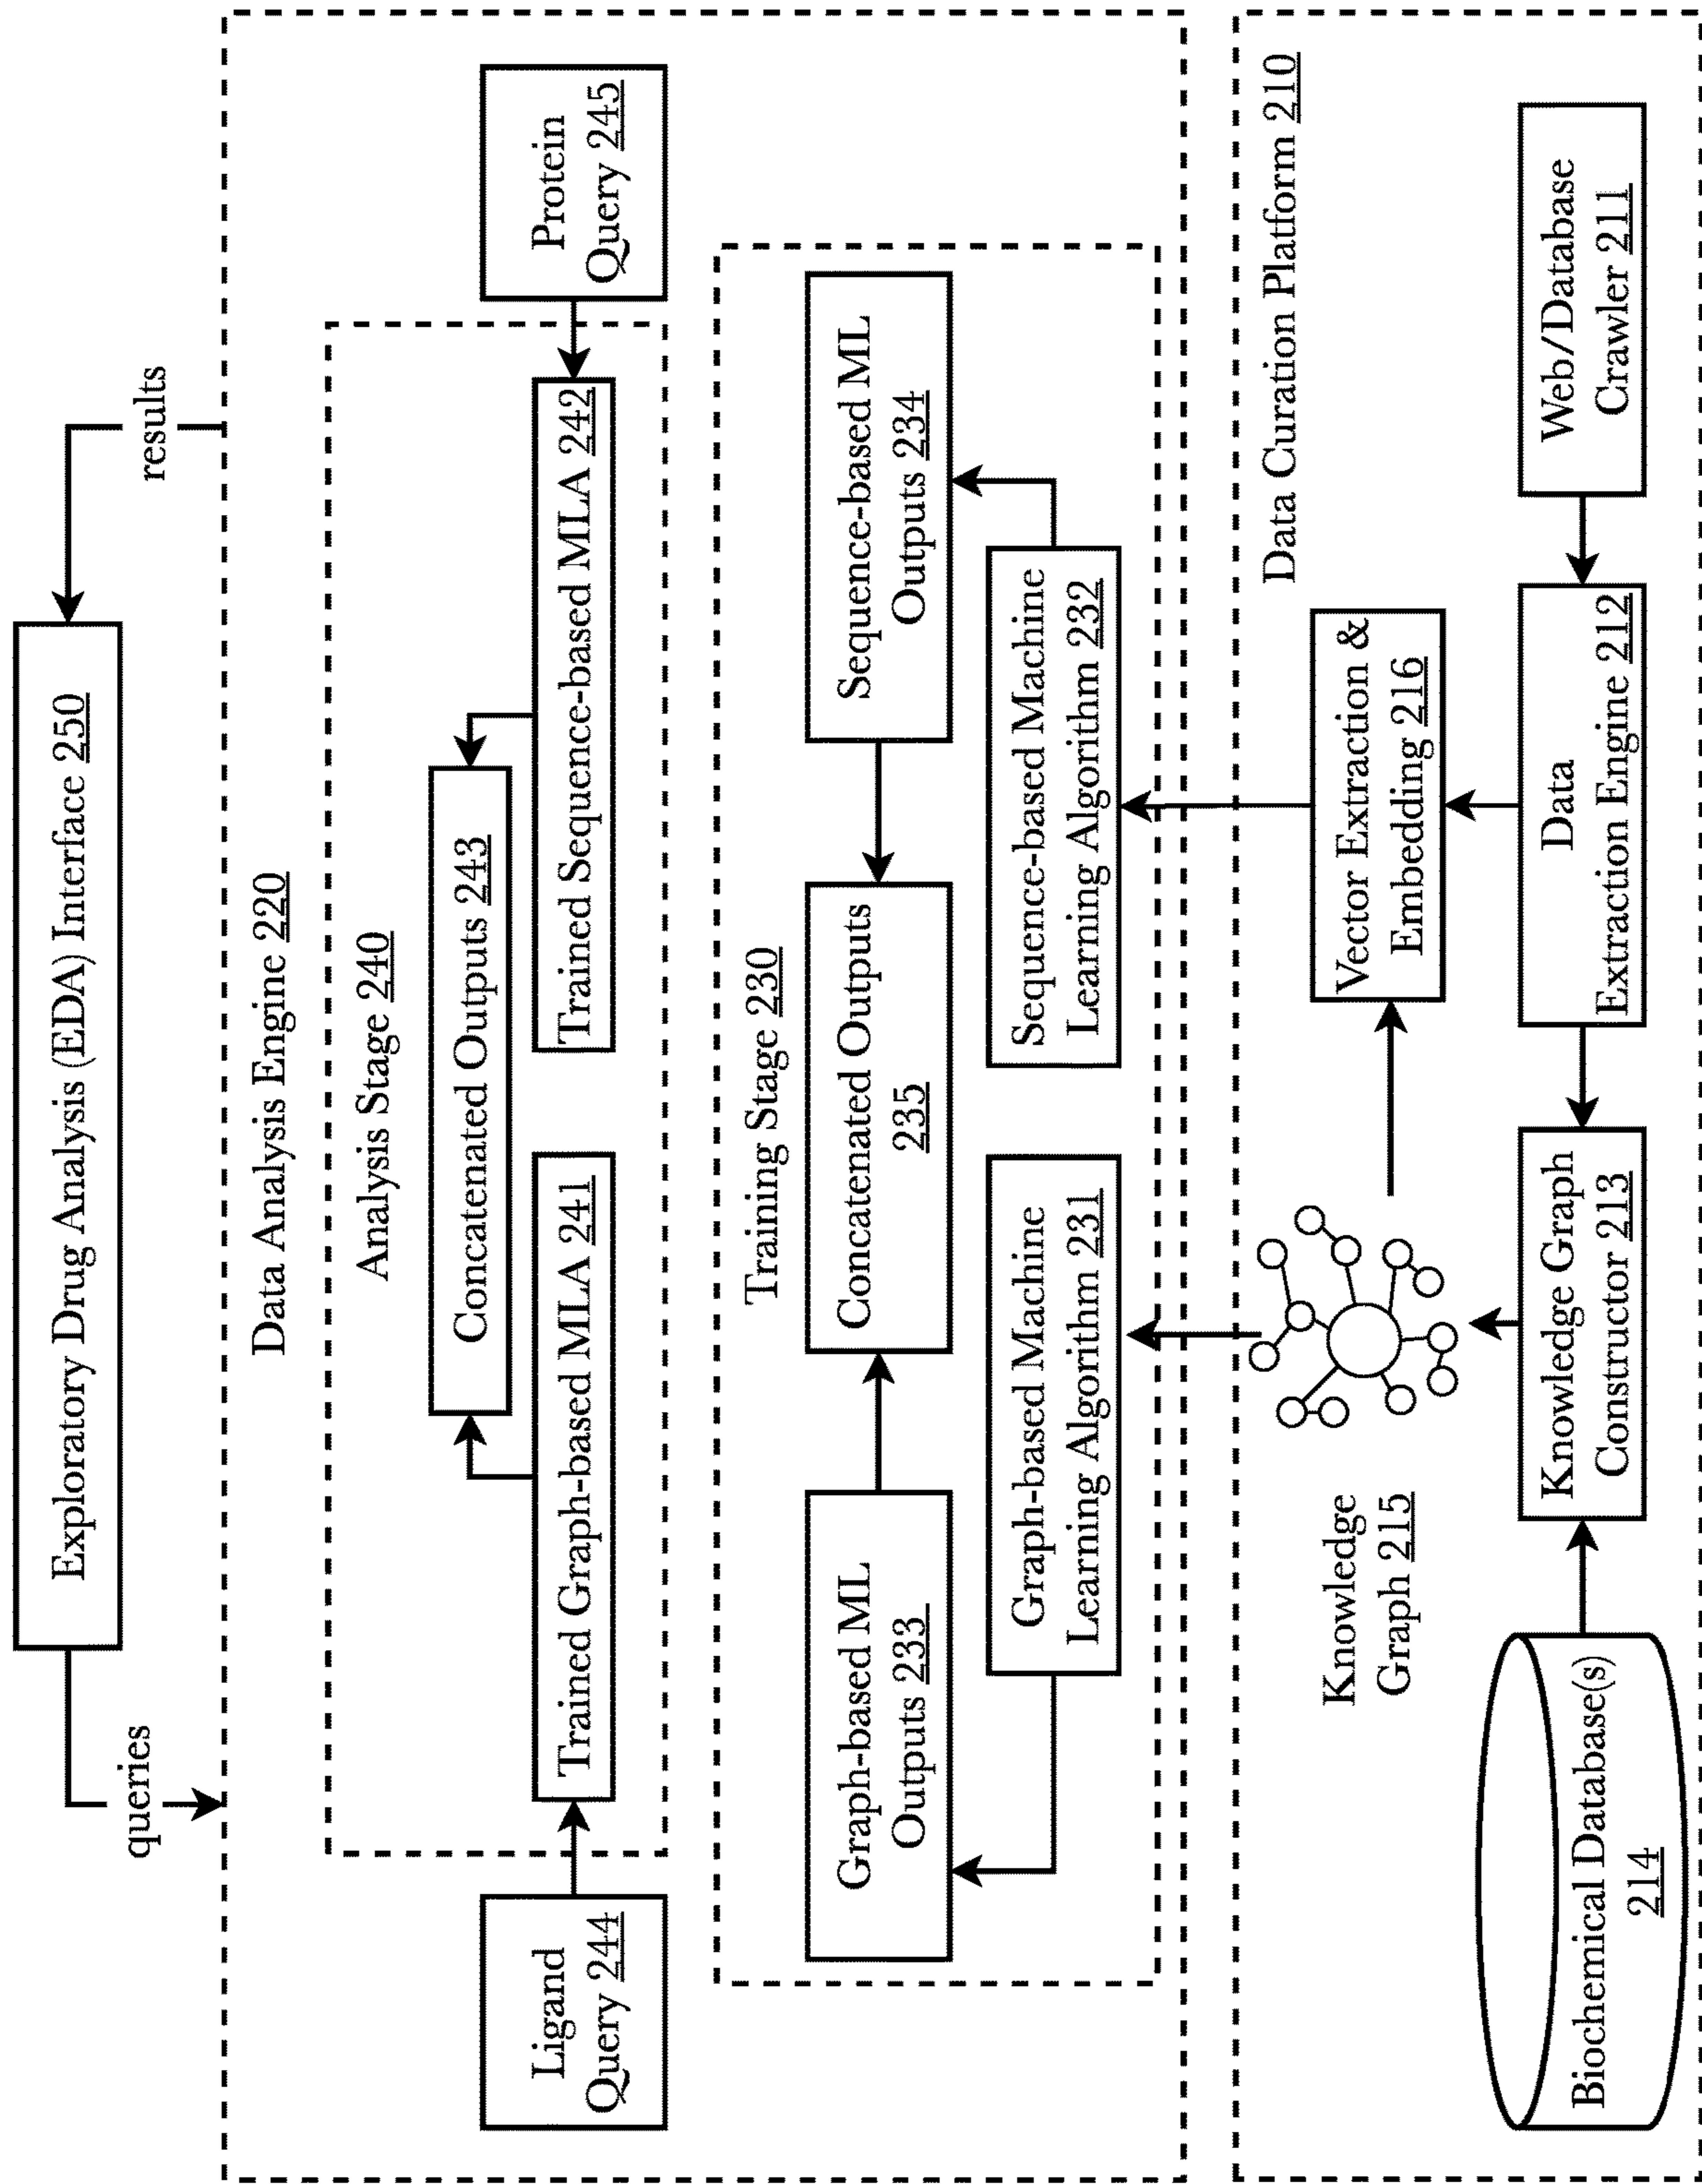 Exploratory Drug Analysis (EDA) Interface 250
queries
results
Data Analysis Engine 220
Analysis Stage 240
Concatenated Outputs 243
Ligand
Query 244
Trained Graph-based MLA 241
Trained Sequence-based MLA 242
Protein
Query 245
Training Stage 230
Graph-based ML
Outputs 233
Concatenated Outputs
235
Sequence-based ML
Outputs 234
Graph-based Machine
Learning Algorithm 231
Sequence-based Machine
Learning Algorithm 232
Data Curation Platform 210
Knowledge
Graph 215
Vector Extraction &
Embedding 216
Biochemical Database(s)
214
Knowledge Graph
Constructor 213
Data
Extraction Engine 212
Web/Database
Crawler 211